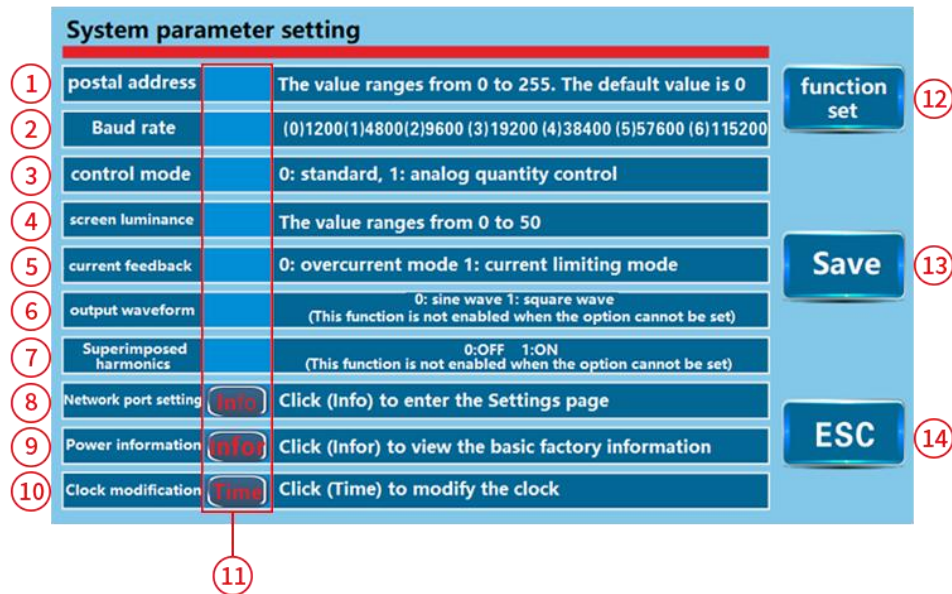 System parameter setting
1 postal address The value ranges from 0 to 255. The default value is 0
function set 12
2 Baud rate (0)1200(1)4800(2)9600 (3)19200 (4)38400 (5)57600 (6)115200
3 control mode 0: standard, 1: analog quantity control
4 screen luminance The value ranges from 0 to 50
5 current feedback 0: overcurrent mode 1: current limiting mode
Save 13
6 output waveform 0: sine wave 1: square wave
(This function is not enabled when the option cannot be set)
7 Superimposed harmonics 0:OFF 1:ON
(This function is not enabled when the option cannot be set)
8 Network port setting Info Click (Info) to enter the Settings page
9 Power information Infor Click (Infor) to view the basic factory information
ESC 14
10 Clock modification Time Click (Time) to modify the clock
11